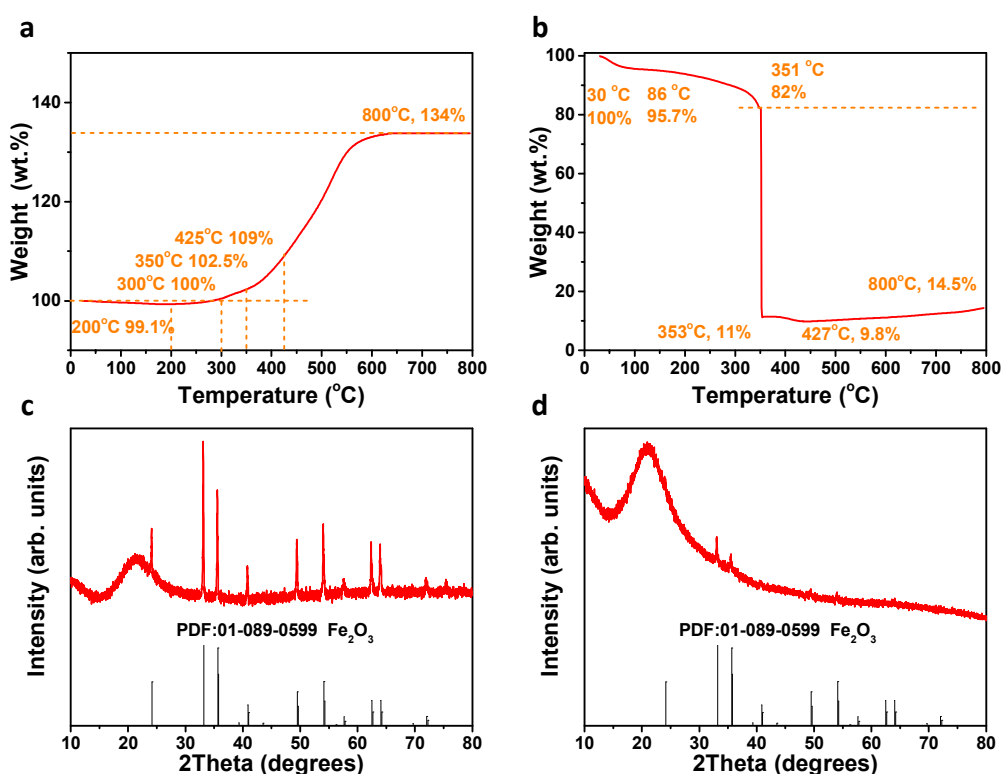 a
Weight (wt.%)
140
120
100
800°C, 134%
425°C 109%
350°C 102.5%
300°C 100%
200°C 99.1%
0 100 200 300 400 500 600 700 800
Temperature (°C)
b
Weight (wt.%)
100
80
60
40
20
0
30 °C
100%
86 °C
95.7%
351 °C
82%
800°C, 14.5%
353°C, 11%
427°C, 9.8%
0 100 200 300 400 500 600 700 800
Temperature (°C)
c
Intensity (arb. units)
PDF:01-089-0599 Fe₂O₃
10 20 30 40 50 60 70 80
2Theta (degrees)
d
Intensity (arb. units)
PDF:01-089-0599 Fe₂O₃
10 20 30 40 50 60 70 80
2Theta (degrees)